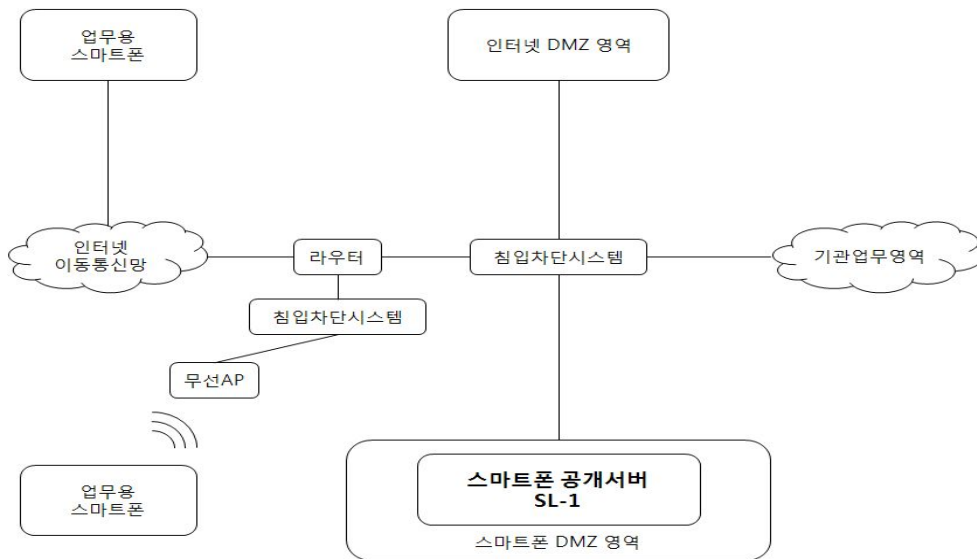 업무용
스마트폰
인터넷 DMZ 영역
인터넷
이동통신망
라우터
침입차단시스템
기관업무영역
침입차단시스템
무선AP
업무용
스마트폰
스마트폰 공개서버
SL-1
스마트폰 DMZ 영역